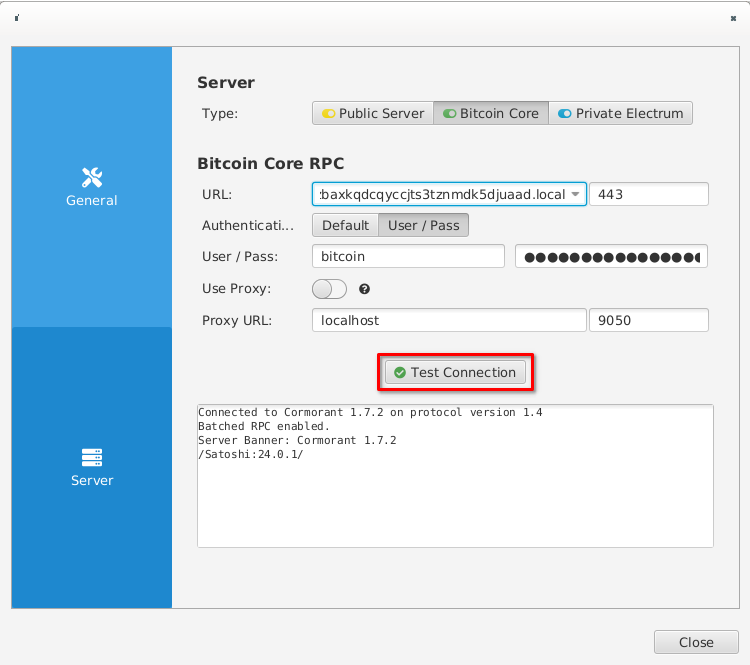 Server
Type: Public Server Bitcoin Core Private Electrum
Bitcoin Core RPC
URL: baxkqdcqyccjts3tznmdk5djuaad.local 443
Authenticati... Default User / Pass
User / Pass: bitcoin ●●●●●●●●●●●●●●●●
Use Proxy:
Proxy URL: localhost 9050
Test Connection
Connected to Cormorant 1.7.2 on protocol version 1.4
Batched RPC enabled.
Server Banner: Cormorant 1.7.2
/Satoshi:24.0.1/
General
Server
Close